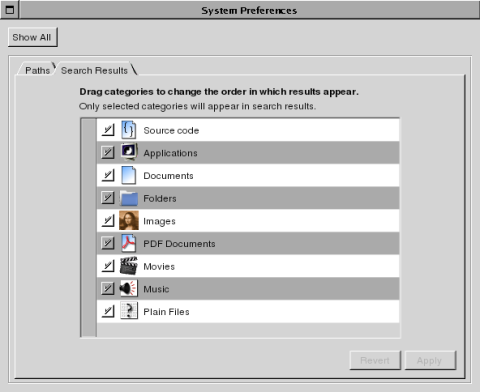 System Preferences
Show All
Paths Search Results
Drag categories to change the order in which results appear.
Only selected categories will appear in search results.
Source code
Applications
Documents
Folders
Images
PDF Documents
Movies
Music
Plain Files
Revert Apply